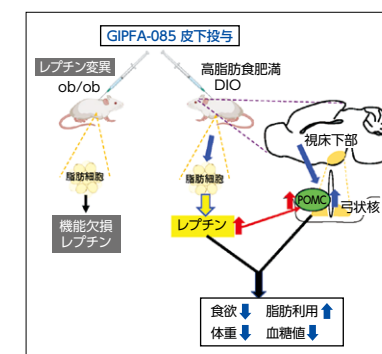 GIPFA-085 皮下投与
レプチン変異
ob/ob
高脂肪食肥満
DIO
視床下部
脂肪細胞
脂肪細胞
POMC
弓状核
機能欠損
レプチン
レプチン
食欲 脂肪利用
体重 血糖値